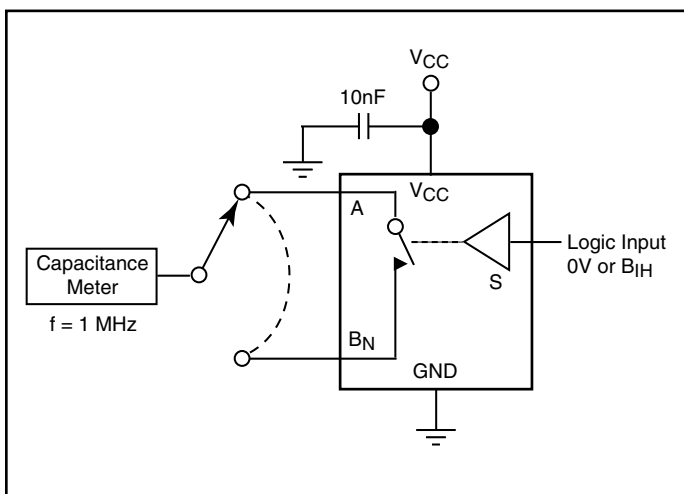 VCC
10nF
VCC
A
Capacitance
Meter
f = 1 MHz
S
Logic Input
0V or BIH
BN
GND